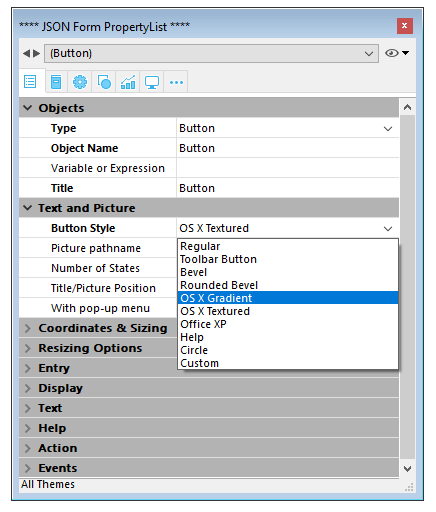 **** JSON Form PropertyList ****
(Button)
Objects
Type Button
Object Name Button
Variable or Expression
Title Button
Text and Picture
Button Style OS X Textured
Picture pathname
Regular
Number of States
Toolbar Button
Title/Picture Position
Bevel
With pop-up menu
Rounded Bevel
OS X Gradient
OS X Textured
Office XP
Help
Circle
Custom
Coordinates & Sizing
Resizing Options
Entry
Display
Text
Help
Action
Events
All Themes